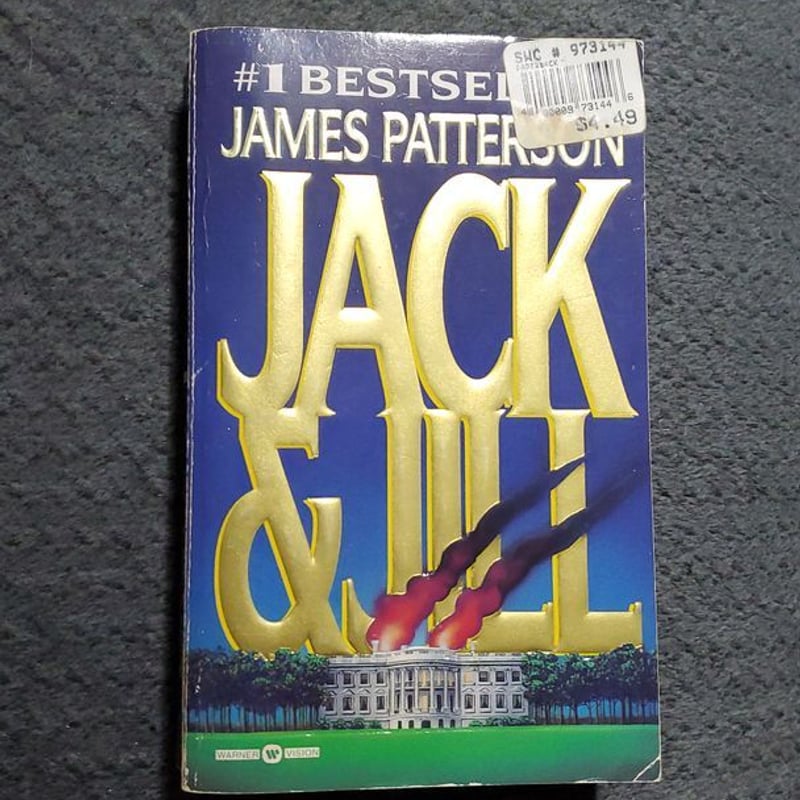 #1 BESTSEL
SWC # 973144
$4.49
JAMES PATTERSON
JACK
& JILL
WARNER W VISION